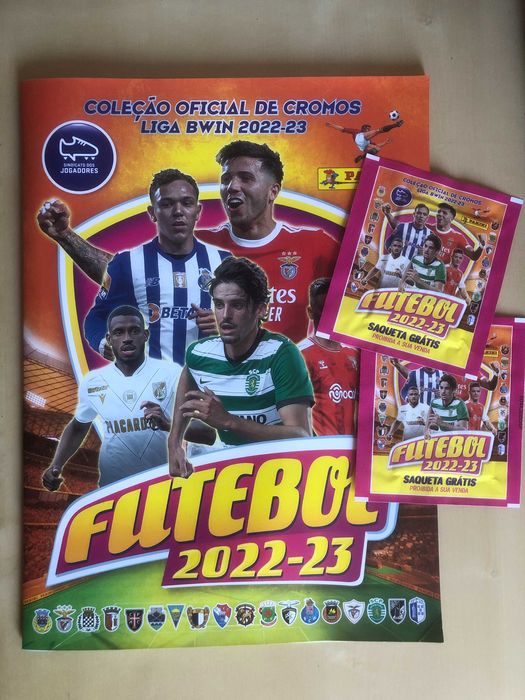 COLEÇÃO OFICIAL DE CROMOS
LIGA BWIN 2022-23
SINDICATO DOS
JOGADORES
PLACARD
FUTEBOL
2022-23
COLEÇÃO OFICIAL DE CROMOS
LIGA BWIN 2022-23
PANINI
FUTEBOL
2022-23
SAQUETA GRÁTIS
PROIBIDA A SUA VENDA
FUTEBOL
2022-23
SAQUETA GRÁTIS
PROIBIDA A SUA VENDA